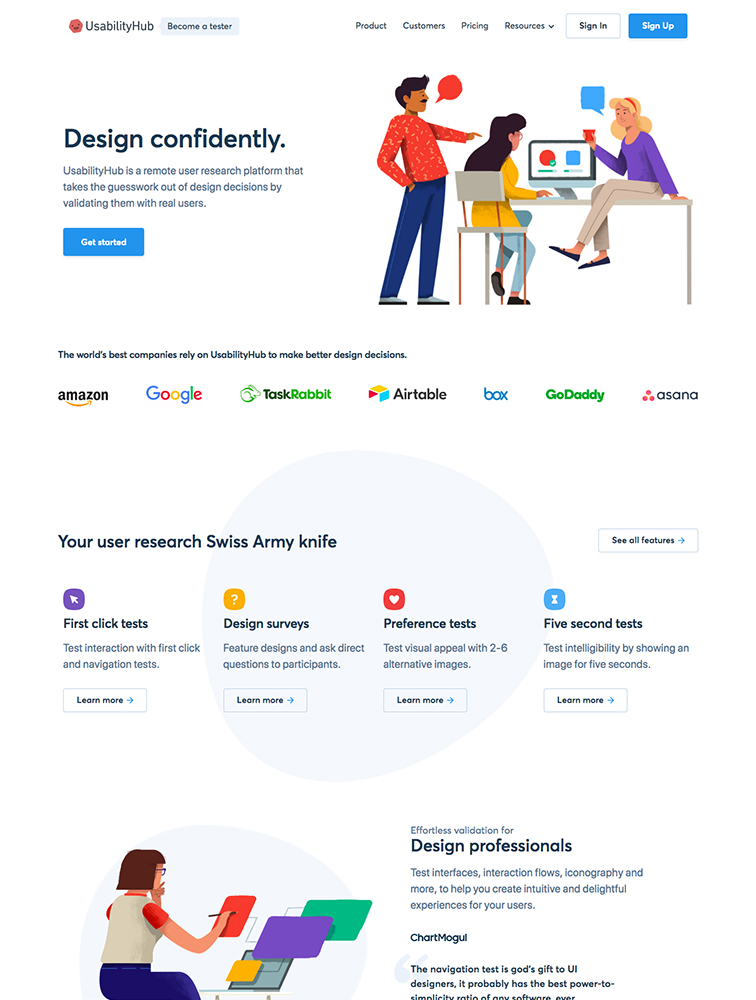 UsabilityHub Become a tester Product Customers Pricing Resources Sign In Sign Up
Design confidently.
UsabilityHub is a remote user research platform that
takes the guesswork out of design decisions by
validating them with real users.
Get started
The world's best companies rely on UsabilityHub to make better design decisions.
amazon Google TaskRabbit Airtable box GoDaddy asana
Your user research Swiss Army knife
See all features →
?
First click tests
Test interaction with first click
and navigation tests.
Learn more →
Design surveys
Feature designs and ask direct
questions to participants.
Learn more →
Preference tests
Test visual appeal with 2-6
alternative images.
Learn more →
Five second tests
Test intelligibility by showing an
image for five seconds.
Learn more →
Effortless validation for
Design professionals
Test interfaces, interaction flows, iconography and
more, to help you create intuitive and delightful
experiences for your users.
ChartMogul
“
The navigation test is god's gift to UI
designers, it probably has the best power-to-
simplicity ratio of any software, ever